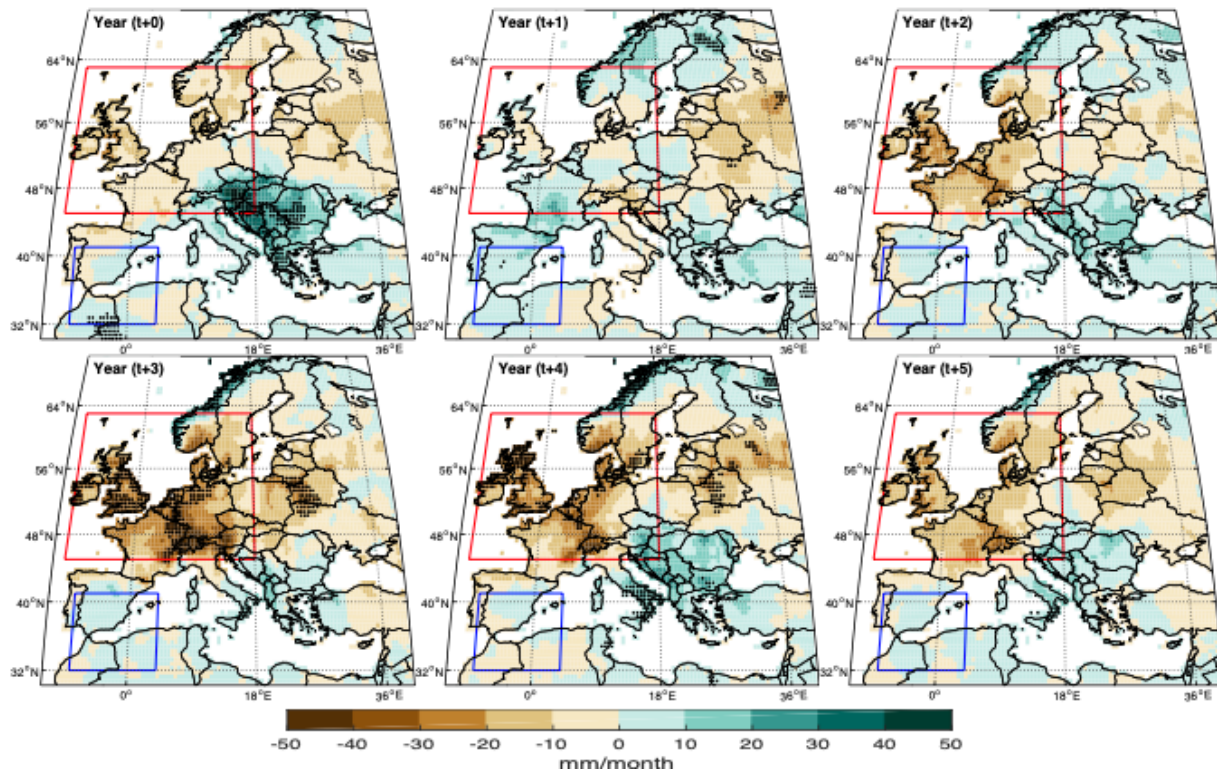 Year (t+0) Year (t+1) Year (t+2)
64°N 64°N 64°N
56°N 56°N 56°N
48°N 48°N 48°N
40°N 40°N 40°N
32°N 32°N 32°N
0° 18°E 36°E 0° 18°E 36°E 0° 18°E 36°E
Year (t+3) Year (t+4) Year (t+5)
64°N 64°N 64°N
56°N 56°N 56°N
48°N 48°N 48°N
40°N 40°N 40°N
32°N 32°N 32°N
0° 18°E 36°E 0° 18°E 36°E 0° 18°E 36°E
-50 -40 -30 -20 -10 0 10 20 30 40 50
mm/month